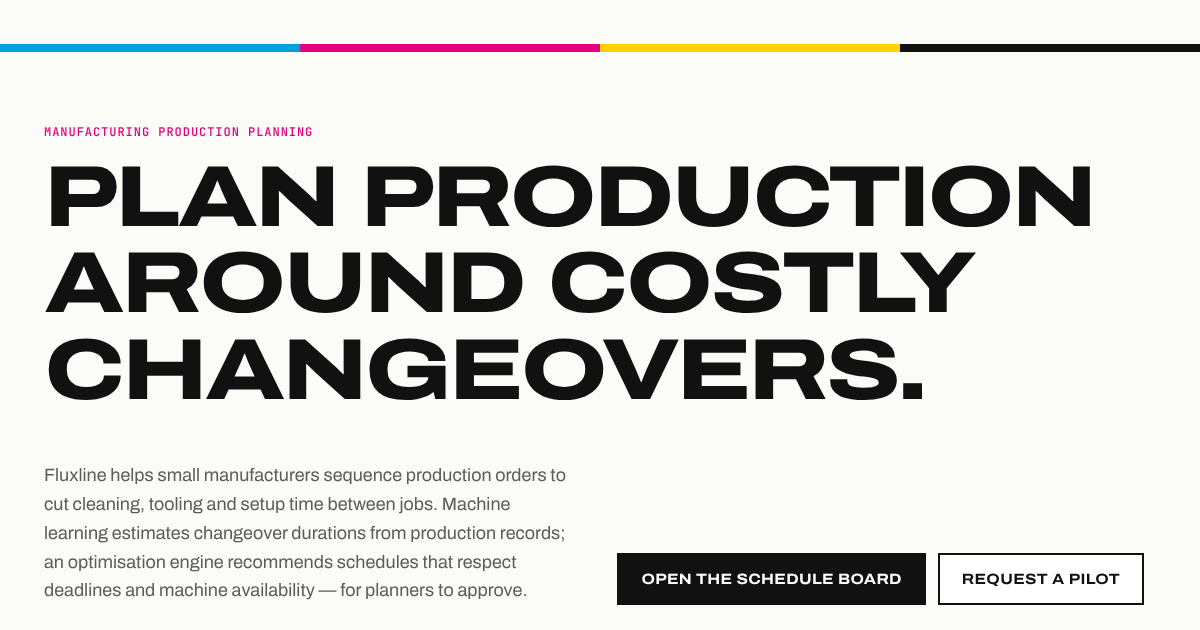 MANUFACTURING PRODUCTION PLANNING
PLAN PRODUCTION
AROUND COSTLY
CHANGEOVERS.
Fluxline helps small manufacturers sequence production orders to
cut cleaning, tooling and setup time between jobs. Machine
learning estimates changeover durations from production records;
an optimisation engine recommends schedules that respect
deadlines and machine availability — for planners to approve.
OPEN THE SCHEDULE BOARD
REQUEST A PILOT